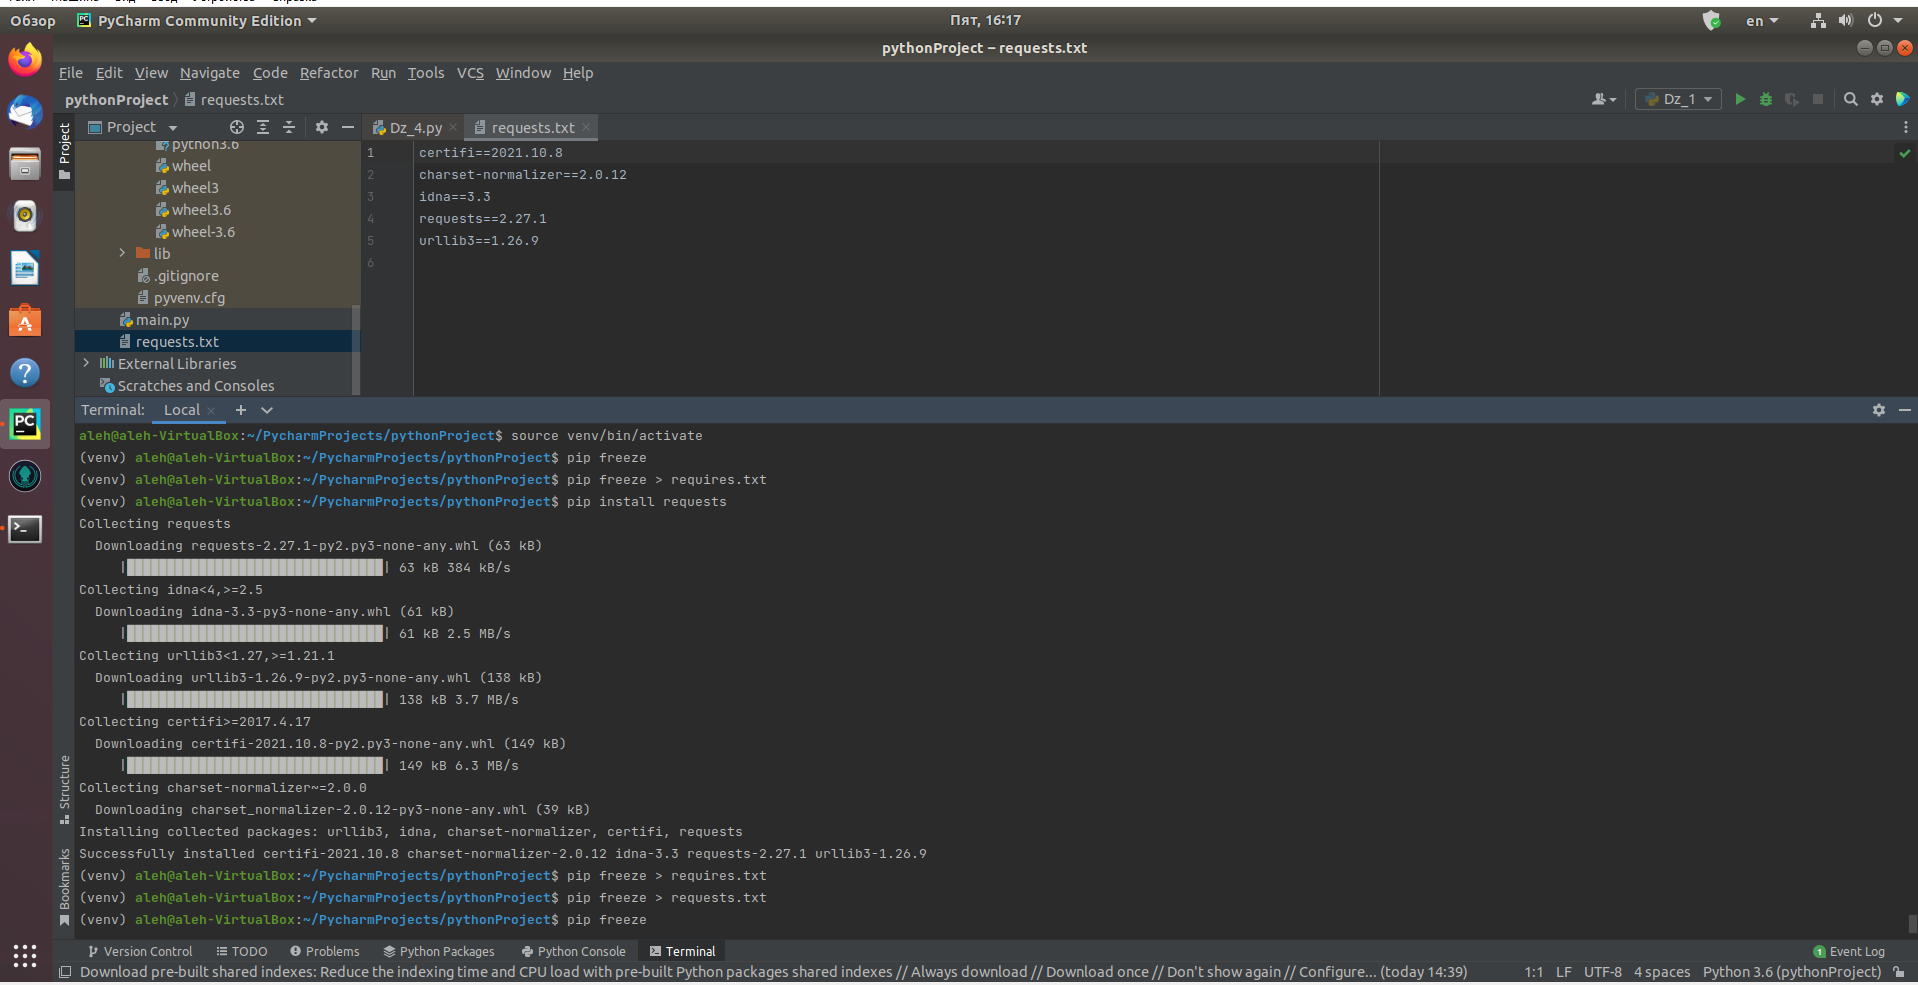 Обзор PyCharm Community Edition Пят, 16:17 en
pythonProject – requests.txt
File Edit View Navigate Code Refactor Run Tools VCS Window Help
pythonProject requests.txt Dz_1
Project Project Dz_4.py requests.txt
python3.6
wheel
wheel3
wheel3.6
wheel-3.6
lib
.gitignore
pyvenv.cfg
main.py
requests.txt
External Libraries
Scratches and Consoles
1 certifi==2021.10.8
2 charset-normalizer==2.0.12
3 idna==3.3
4 requests==2.27.1
5 urllib3==1.26.9
6
Terminal: Local
aleh@aleh-VirtualBox:~/PycharmProjects/pythonProject$ source venv/bin/activate
(venv) aleh@aleh-VirtualBox:~/PycharmProjects/pythonProject$ pip freeze
(venv) aleh@aleh-VirtualBox:~/PycharmProjects/pythonProject$ pip freeze > requires.txt
(venv) aleh@aleh-VirtualBox:~/PycharmProjects/pythonProject$ pip install requests
Collecting requests
Downloading requests-2.27.1-py2.py3-none-any.whl (63 kB)
|████████████████████████████████| 63 kB 384 kB/s
Collecting idna<4,>=2.5
Downloading idna-3.3-py3-none-any.whl (61 kB)
|████████████████████████████████| 61 kB 2.5 MB/s
Collecting urllib3<1.27,>=1.21.1
Downloading urllib3-1.26.9-py2.py3-none-any.whl (138 kB)
|████████████████████████████████| 138 kB 3.7 MB/s
Collecting certifi>=2017.4.17
Downloading certifi-2021.10.8-py2.py3-none-any.whl (149 kB)
|████████████████████████████████| 149 kB 6.3 MB/s
Collecting charset-normalizer~=2.0.0
Downloading charset_normalizer-2.0.12-py3-none-any.whl (39 kB)
Installing collected packages: urllib3, idna, charset-normalizer, certifi, requests
Successfully installed certifi-2021.10.8 charset-normalizer-2.0.12 idna-3.3 requests-2.27.1 urllib3-1.26.9
(venv) aleh@aleh-VirtualBox:~/PycharmProjects/pythonProject$ pip freeze > requires.txt
(venv) aleh@aleh-VirtualBox:~/PycharmProjects/pythonProject$ pip freeze > requests.txt
(venv) aleh@aleh-VirtualBox:~/PycharmProjects/pythonProject$ pip freeze
Structure
Bookmarks
Version Control TODO Problems Python Packages Python Console Terminal 1 Event Log
Download pre-built shared indexes: Reduce the indexing time and CPU load with pre-built Python packages shared indexes // Always download // Download once // Don't show again // Configure... (today 14:39) 1:1 LF UTF-8 4 spaces Python 3.6 (pythonProject)